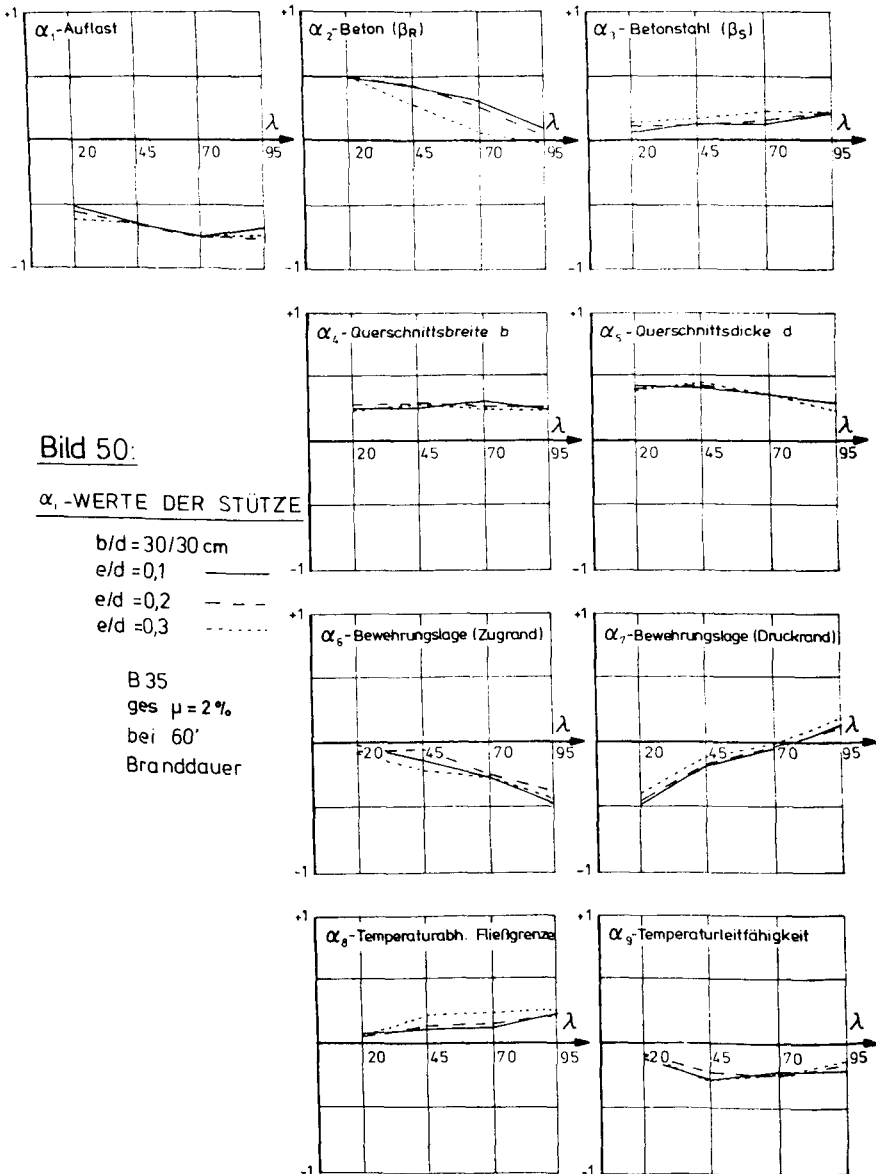 +1
α₁-Auflast
λ
20 45 70 95
-1
+1
α₂-Beton (βR)
λ
20 45 70 95
-1
+1
α₃-Betonstahl (βS)
λ
20 45 70 95
-1
+1
α₄-Querschnittsbreite b
λ
20 45 70 95
-1
+1
α₅-Querschnittsdicke d
λ
20 45 70 95
-1
Bild 50:
αᵢ-WERTE DER STÜTZE
b/d = 30/30 cm
e/d = 0,1
e/d = 0,2
e/d = 0,3
B 35
ges μ = 2%
bei 60'
Branddauer
+1
α₆-Bewehrungslage (Zugrand)
λ
20 45 70 95
-1
+1
α₇-Bewehrungslage (Druckrand)
λ
20 45 70 95
-1
+1
α₈-Temperaturabh. Fließgrenze
λ
20 45 70 95
-1
+1
α₉-Temperaturleitfähigkeit
λ
20 45 70 95
-1